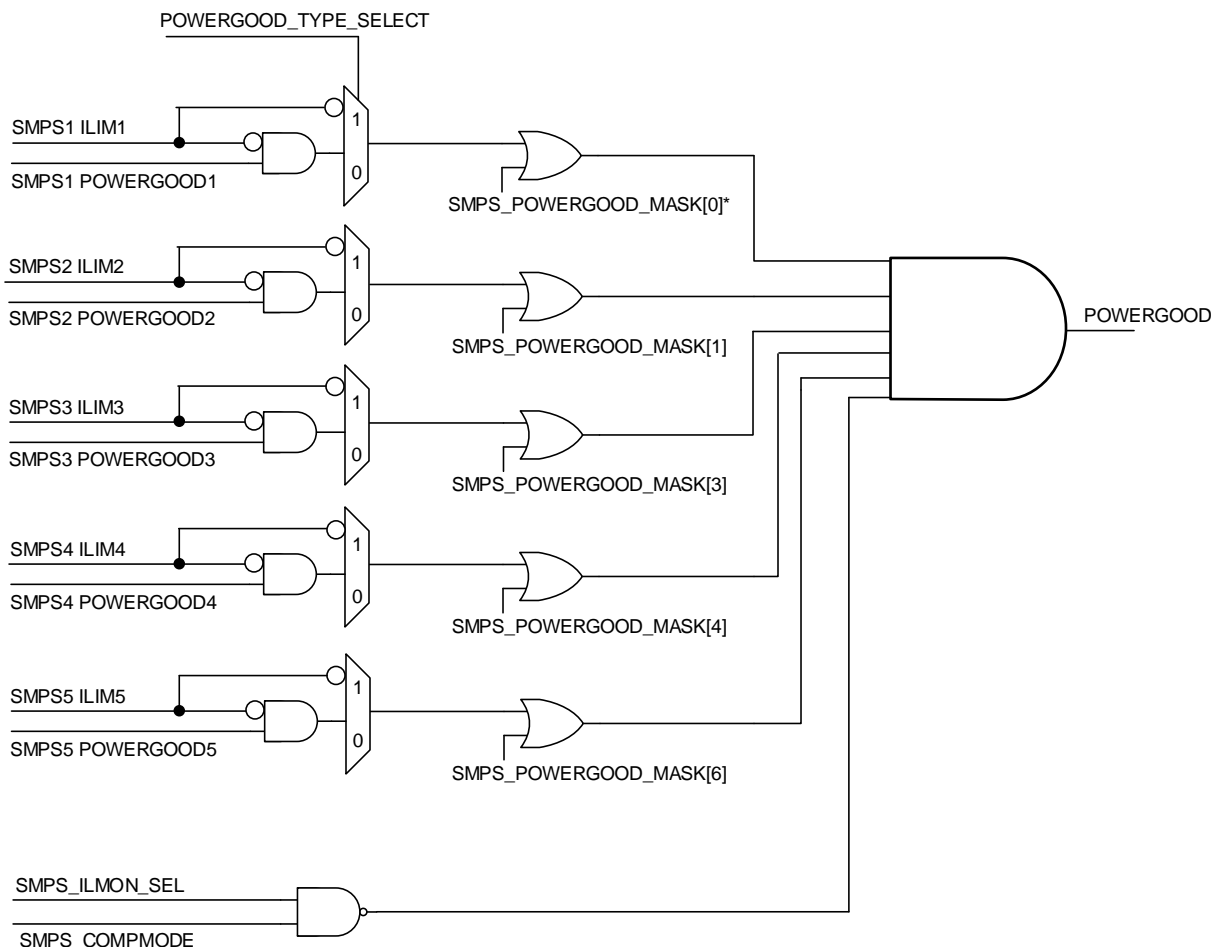 POWERGOOD_TYPE_SELECT
SMPS1 ILIM1
1
0
SMPS1 POWERGOOD1
SMPS_POWERGOOD_MASK[0]*
SMPS2 ILIM2
1
0
SMPS2 POWERGOOD2
SMPS_POWERGOOD_MASK[1]
POWERGOOD
SMPS3 ILIM3
1
0
SMPS3 POWERGOOD3
SMPS_POWERGOOD_MASK[3]
SMPS4 ILIM4
1
0
SMPS4 POWERGOOD4
SMPS_POWERGOOD_MASK[4]
SMPS5 ILIM5
1
0
SMPS5 POWERGOOD5
SMPS_POWERGOOD_MASK[6]
SMPS_ILMON_SEL
SMPS_COMPMODE